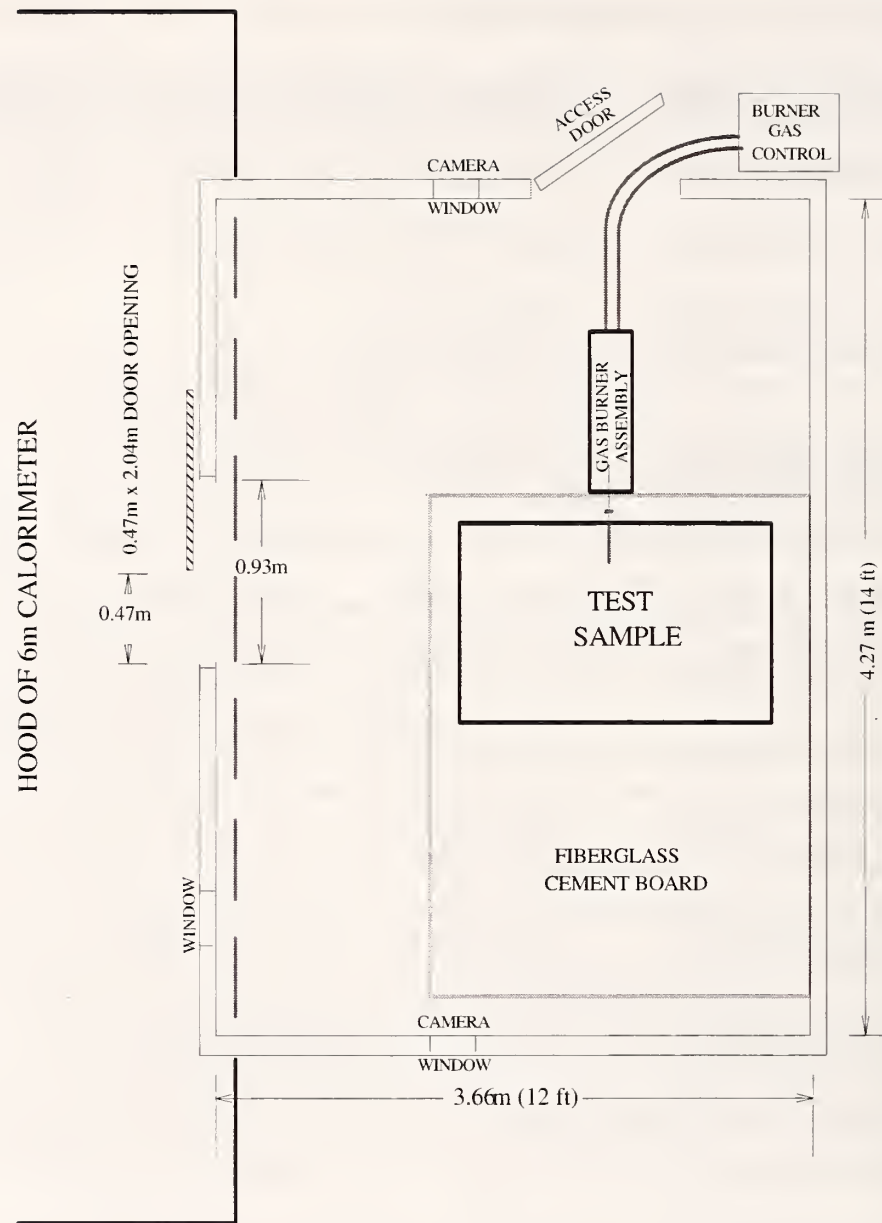 ACCESS
DOOR
BURNER
GAS
CONTROL
CAMERA
WINDOW
HOOD OF 6m CALORIMETER
0.47m x 2.04m DOOR OPENING
GAS BURNER
ASSEMBLY
0.93m
0.47m
TEST
SAMPLE
4.27 m (14 ft)
FIBERGLASS
CEMENT BOARD
WINDOW
CAMERA
WINDOW
3.66m (12 ft)